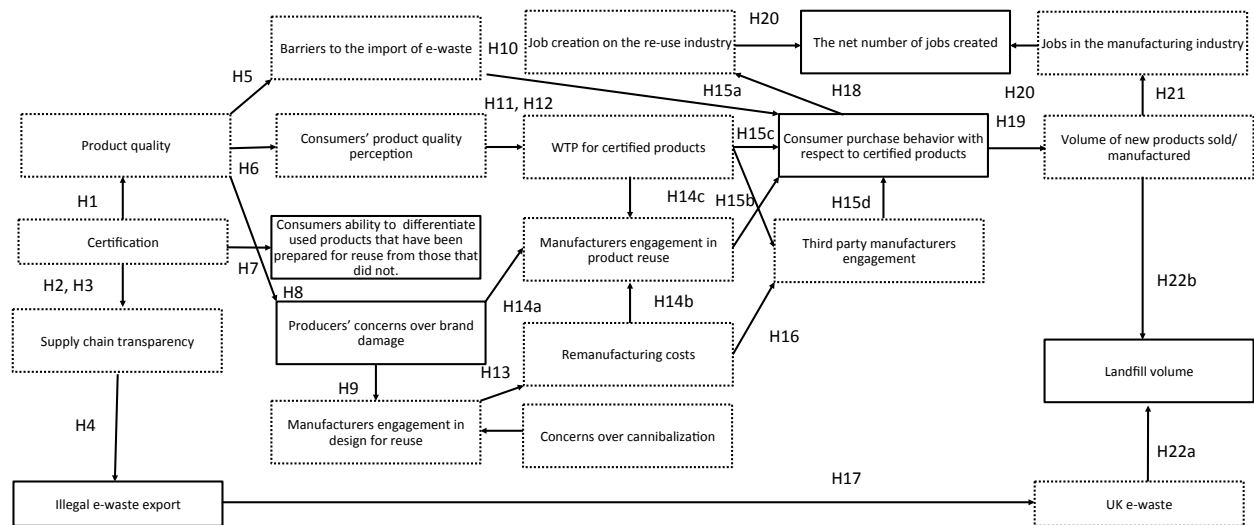 H20
Barriers to the import of e-waste
H10
Job creation on the re-use industry
The net number of jobs created
Jobs in the manufacturing industry
H5
H15a
H18
H20
H21
H11, H12
Product quality
Consumers’ product quality
perception
WTP for certified products
H15c
Consumer purchase behavior with
respect to certified products
H19
Volume of new products sold/
manufactured
H6
H1
H14c
H15b
H15d
Certification
Consumers ability to differentiate
used products that have been
prepared for reuse from those that
did not.
Manufacturers engagement in
product reuse
Third party manufacturers
engagement
H7
H2, H3
H8
H14a
H14b
H22b
Supply chain transparency
Producers’ concerns over brand
damage
Remanufacturing costs
H16
Landfill volume
H13
H9
Manufacturers engagement in
design for reuse
Concerns over cannibalization
H4
H22a
H17
Illegal e-waste export
UK e-waste